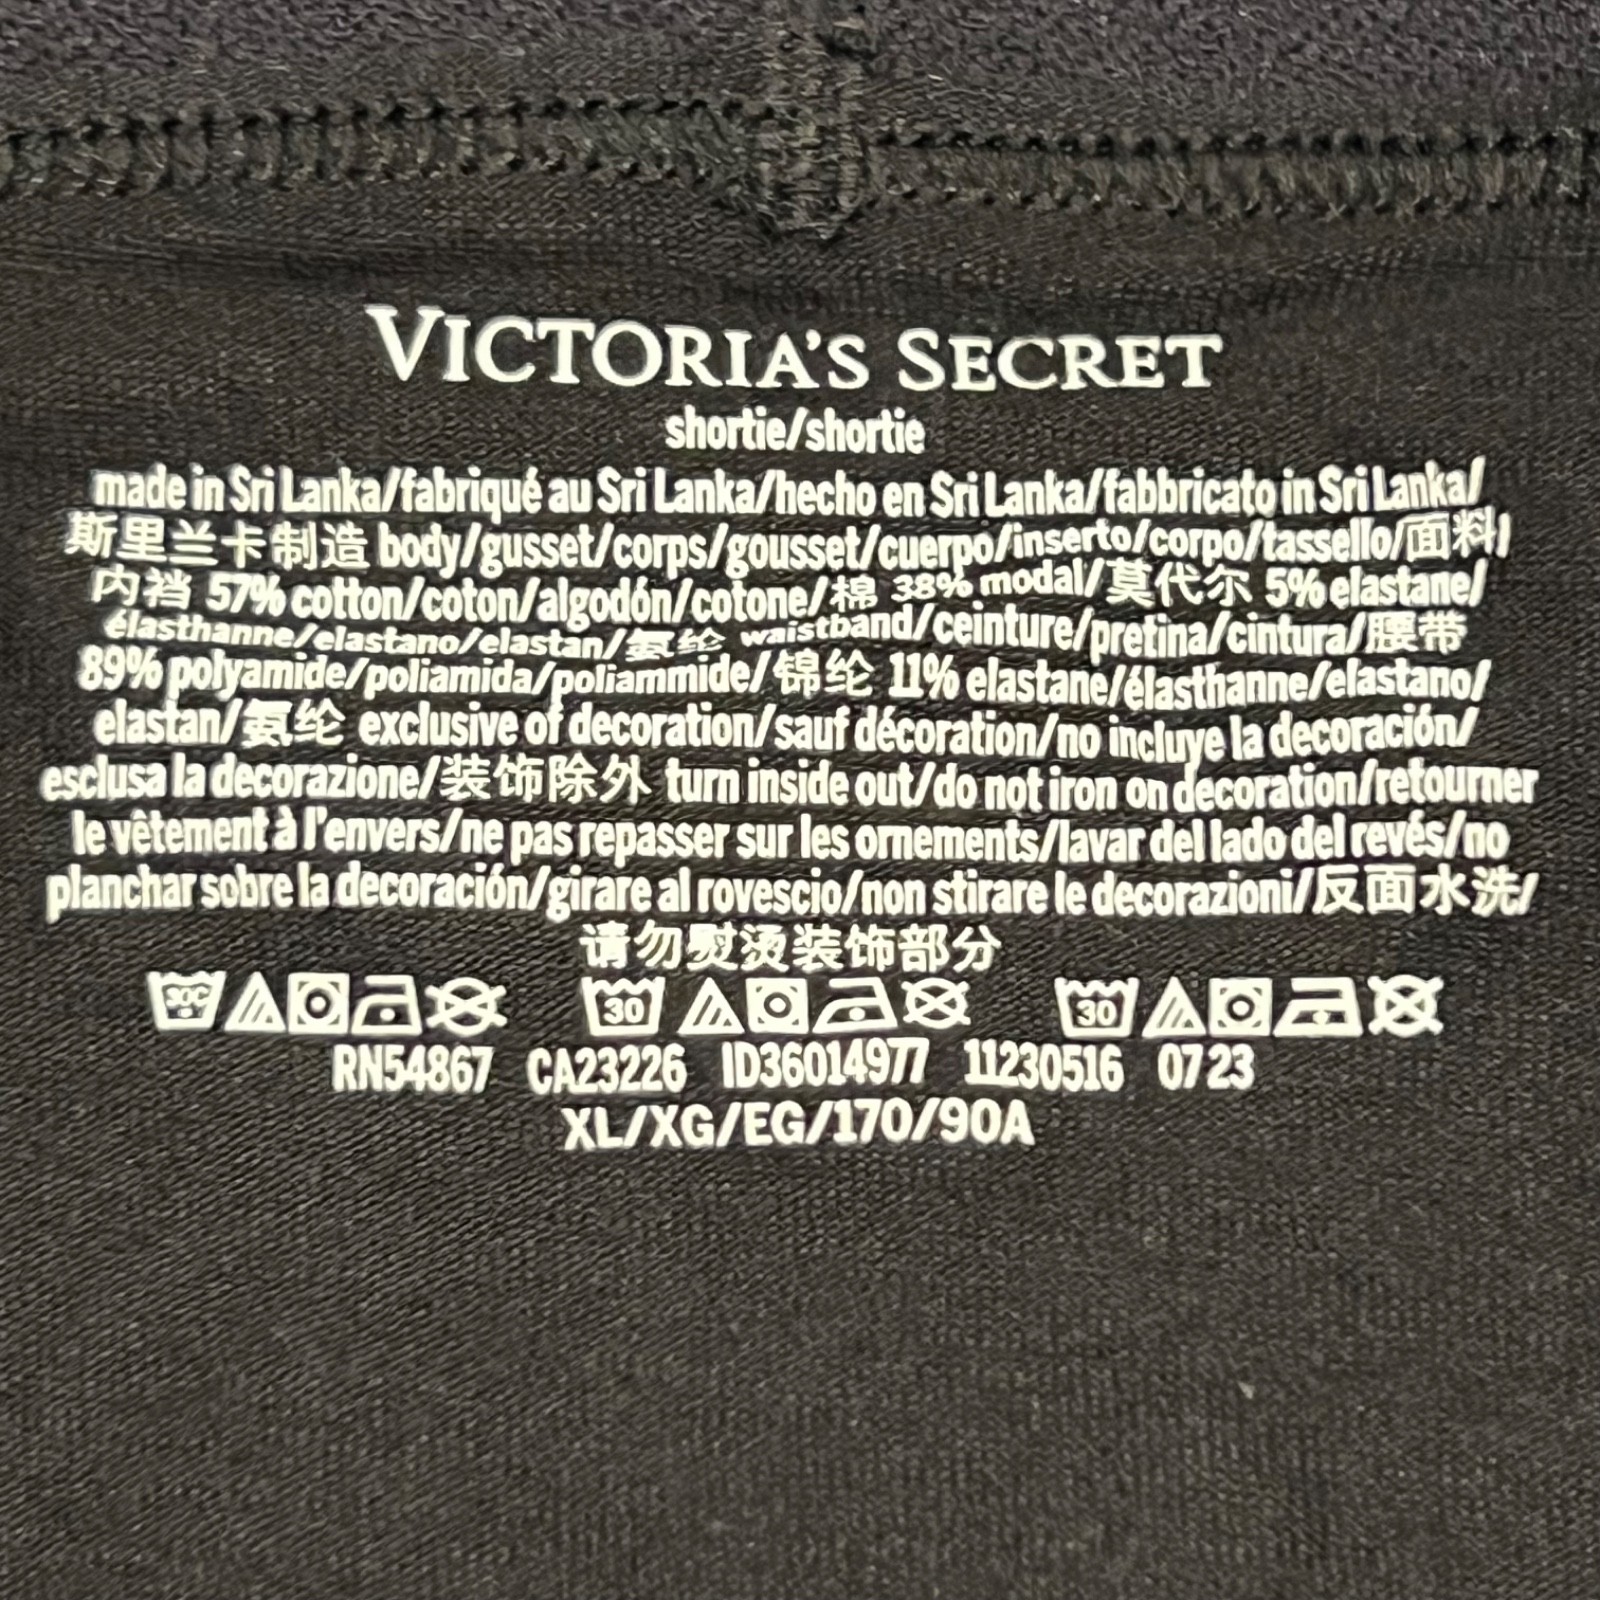 VICTORIA'S SECRET
shortie/shortie
made in Sri Lanka/fabriqué au Sri Lanka/hecho en Sri Lanka/fabbricato in Sri Lanka/
斯里兰卡制造 body/gusset/corps/gousset/cuerpo/inserto/corpo/tassello/面料/
内裆 57% cotton/coton/algodón/cotone/棉 38% modal/莫代尔 5% elastane/
élasthanne/elastano/elastan/氨纶 waistband/ceinture/pretina/cintura/腰带
89% polyamide/poliamida/poliammide/锦纶 11% elastane/élasthanne/elastano/
elastan/氨纶 exclusive of decoration/sauf décoration/no incluye la decoración/
esclusa la decorazione/装饰除外 turn inside out/do not iron on decoration/retourner
le vêtement à l'envers/ne pas repasser sur les ornements/lavar del lado del revés/no
planchar sobre la decoración/girare al rovescio/non stirare le decorazioni/反面水洗/
请勿熨烫装饰部分
30C 30 30
RN54867 CA23226 ID36014977 11230516 07 23
XL/XG/EG/170/90A